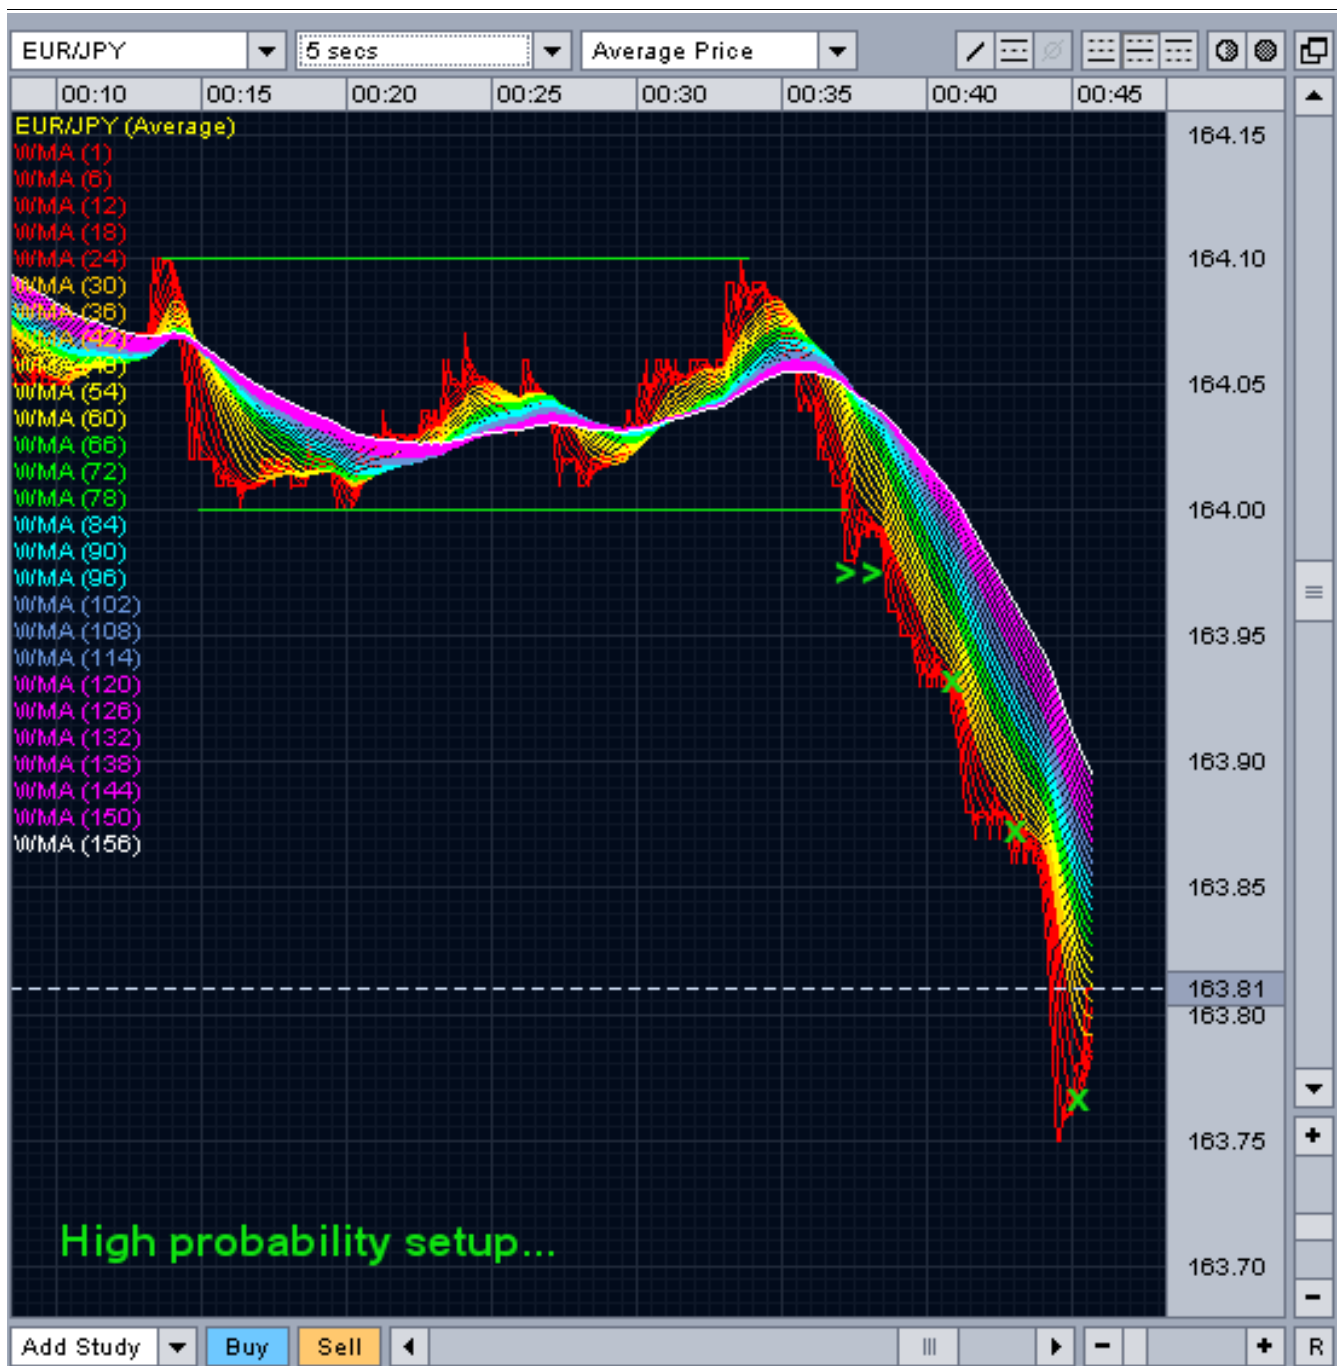 EUR/JPY 5 secs Average Price
00:10 00:15 00:20 00:25 00:30 00:35 00:40 00:45
EUR/JPY (Average)
WMA (1)
WMA (6)
WMA (12)
WMA (18)
WMA (24)
WMA (30)
WMA (36)
WMA (42)
WMA (48)
WMA (54)
WMA (60)
WMA (66)
WMA (72)
WMA (78)
WMA (84)
WMA (90)
WMA (96)
WMA (102)
WMA (108)
WMA (114)
WMA (120)
WMA (126)
WMA (132)
WMA (138)
WMA (144)
WMA (150)
WMA (156)
164.15
164.10
164.05
164.00
>>
163.95
x
163.90
x
163.85
163.81
163.80
x
163.75
High probability setup...
163.70
Add Study Buy Sell R